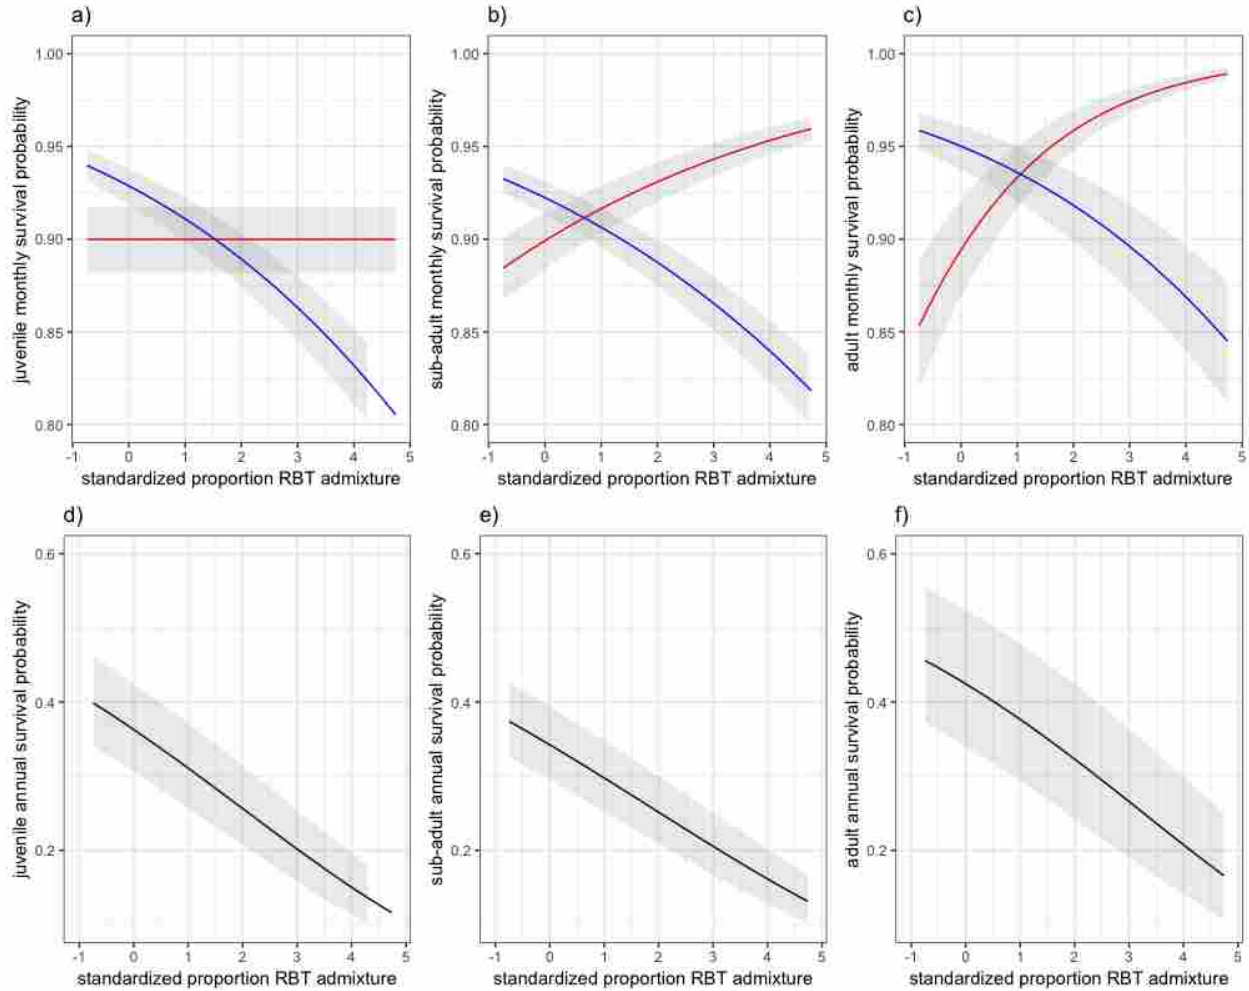 a)
b)
c)
juvenile monthly survival probability
1.00
0.95
0.90
0.85
0.80
-1 0 1 2 3 4 5
standardized proportion RBT admixture
sub-adult monthly survival probability
1.00
0.95
0.90
0.85
0.80
-1 0 1 2 3 4 5
standardized proportion RBT admixture
adult monthly survival probability
1.00
0.95
0.90
0.85
0.80
-1 0 1 2 3 4 5
standardized proportion RBT admixture
d)
e)
f)
juvenile annual survival probability
0.6
0.4
0.2
-1 0 1 2 3 4 5
standardized proportion RBT admixture
sub-adult annual survival probability
0.6
0.4
0.2
-1 0 1 2 3 4 5
standardized proportion RBT admixture
adult annual survival probability
0.6
0.4
0.2
-1 0 1 2 3 4 5
standardized proportion RBT admixture